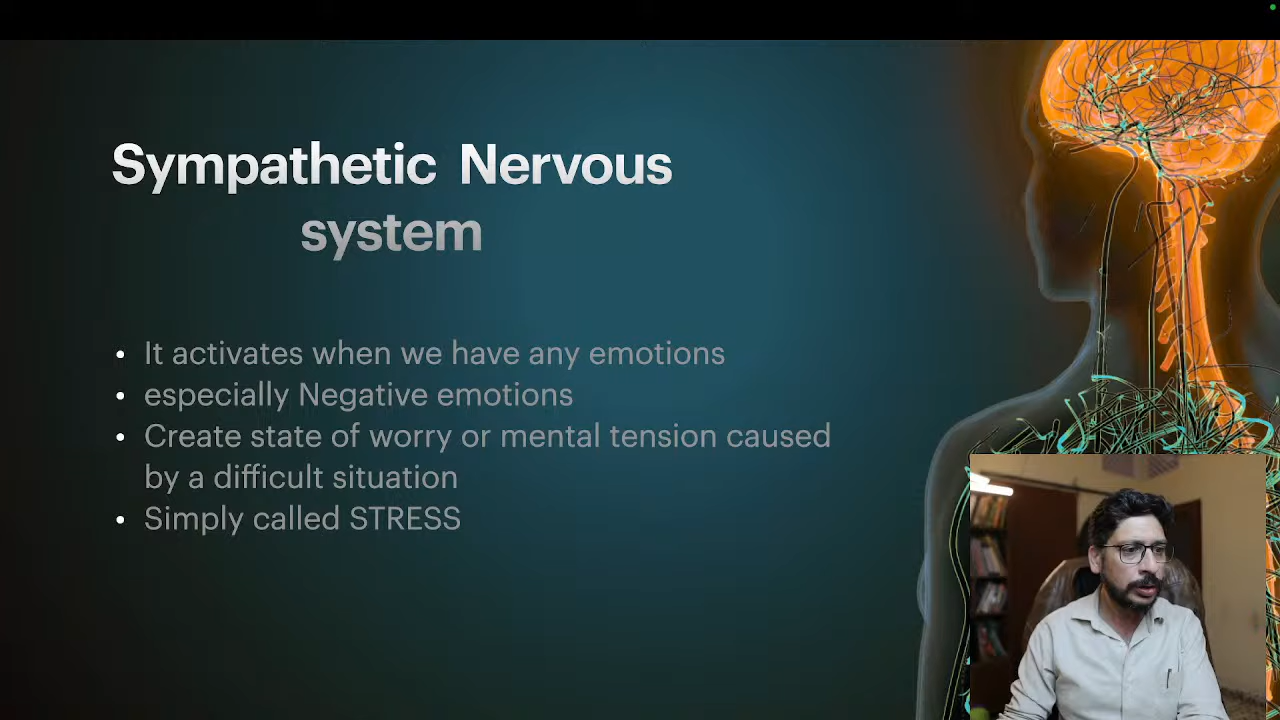 Sympathetic Nervous
system
• It activates when we have any emotions
• especially Negative emotions
• Create state of worry or mental tension caused
by a difficult situation
• Simply called STRESS